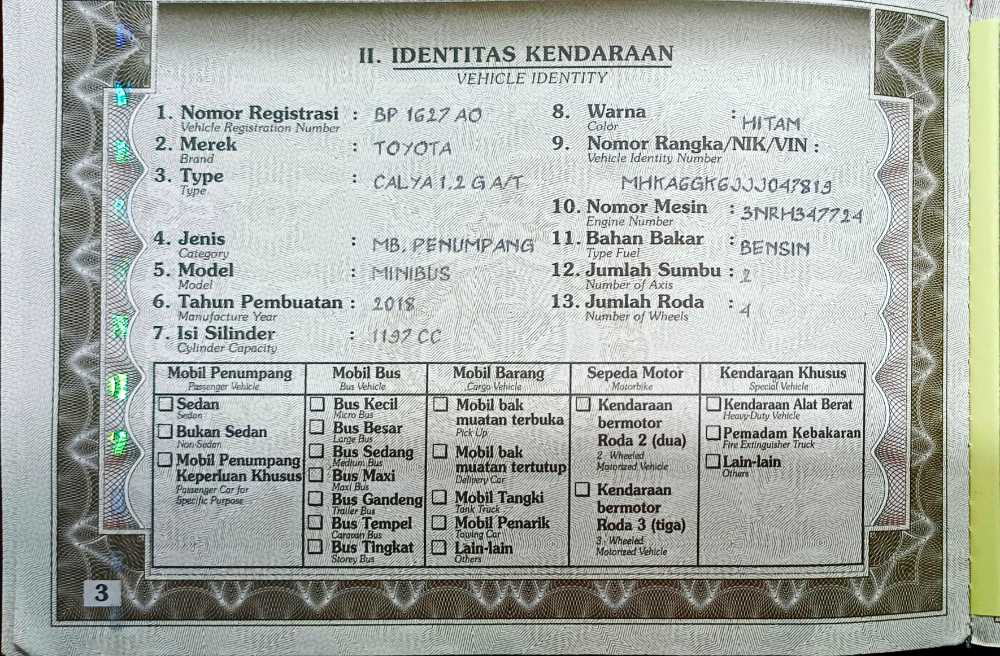 II. IDENTITAS KENDARAAN
VEHICLE IDENTITY
1. Nomor Registrasi : BP 1627 AO
Vehicle Registration Number
2. Merek : TOYOTA
Brand
3. Type : CALYA 1.2 G A/T
Type
4. Jenis : MB. PENUMPANG
Category
5. Model : MINIBUS
Model
6. Tahun Pembuatan : 2018
Manufacture Year
7. Isi Silinder : 1197 CC
Cylinder Capacity
8. Warna : HITAM
Color
9. Nomor Rangka/NIK/VIN :
Vehicle Identity Number
MHKA6GK6JJJ047813
10. Nomor Mesin : 3NRH347724
Engine Number
11. Bahan Bakar : BENSIN
Type Fuel
12. Jumlah Sumbu : 2
Number of Axis
13. Jumlah Roda : 4
Number of Wheels
Mobil Penumpang
Passenger Vehicle
Sedan
Sedan
Bukan Sedan
Non-Sedan
Mobil Penumpang
Keperluan Khusus
Passenger Car for
Specific Purpose
Mobil Bus
Bus Vehicle
Bus Kecil
Micro Bus
Bus Besar
Large Bus
Bus Sedang
Medium Bus
Bus Maxi
Maxi Bus
Bus Gandeng
Trailer Bus
Bus Tempel
Caravan Bus
Bus Tingkat
Storey Bus
Mobil Barang
Cargo Vehicle
Mobil bak
muatan terbuka
Pick Up
Mobil bak
muatan tertutup
Delivery Car
Mobil Tangki
Tank Truck
Mobil Penarik
Towing Car
Lain-lain
Others
Sepeda Motor
Motorbike
Kendaraan
bermotor
Roda 2 (dua)
2 - Wheeled
Motorized Vehicle
Kendaraan
bermotor
Roda 3 (tiga)
3 - Wheeled
Motorized Vehicle
Kendaraan Khusus
Special Vehicle
Kendaraan Alat Berat
Heavy-Duty Vehicle
Pemadam Kebakaran
Fire Extinguisher Truck
Lain-lain
Others
3